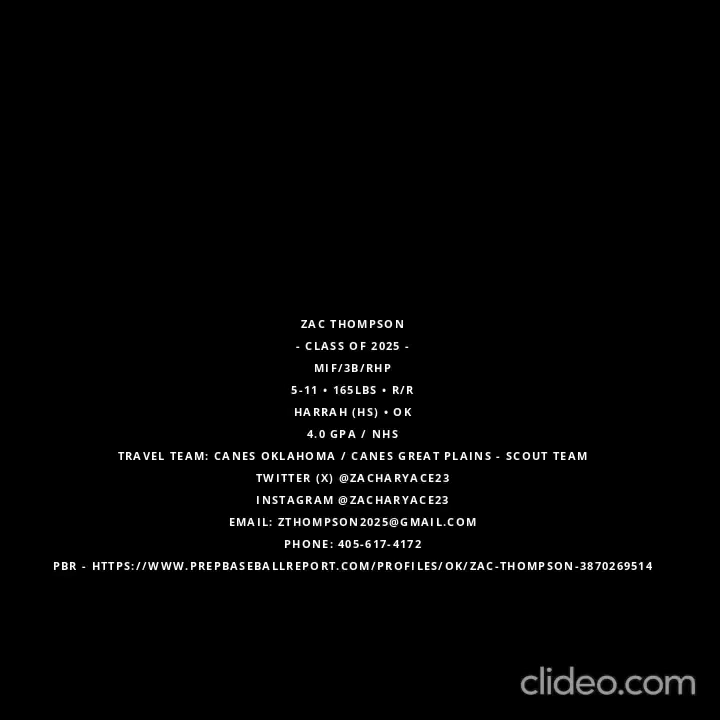 ZAC THOMPSON
- CLASS OF 2025 -
MIF/3B/RHP
5-11 • 165LBS • R/R
HARRAH (HS) • OK
4.0 GPA / NHS
TRAVEL TEAM: CANES OKLAHOMA / CANES GREAT PLAINS - SCOUT TEAM
TWITTER (X) @ZACHARYACE23
INSTAGRAM @ZACHARYACE23
EMAIL: ZTHOMPSON2025@GMAIL.COM
PHONE: 405-617-4172
PBR - HTTPS://WWW.PREPBASEBALLREPORT.COM/PROFILES/OK/ZAC-THOMPSON-3870269514
clideo.com